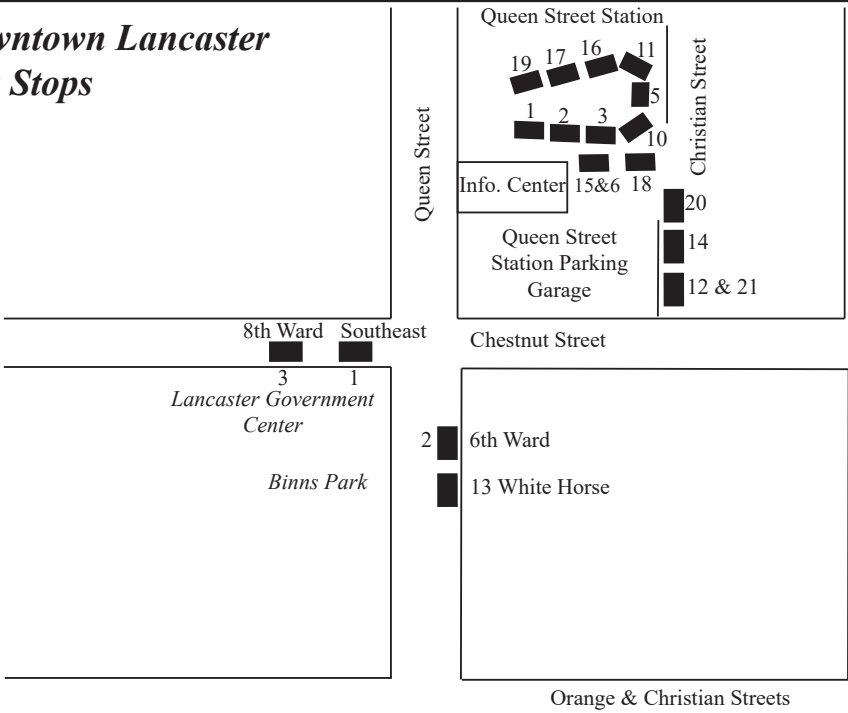 Lancaster
Stops
Queen Street Station
19 17 16 11
5
1 2 3
10
Queen Street
Christian Street
Info. Center
15&6 18
20
Queen Street
Station Parking
Garage
14
12 & 21
8th Ward Southeast
Chestnut Street
3 1
Lancaster Government
Center
2 6th Ward
Binns Park
13 White Horse
Orange & Christian Streets